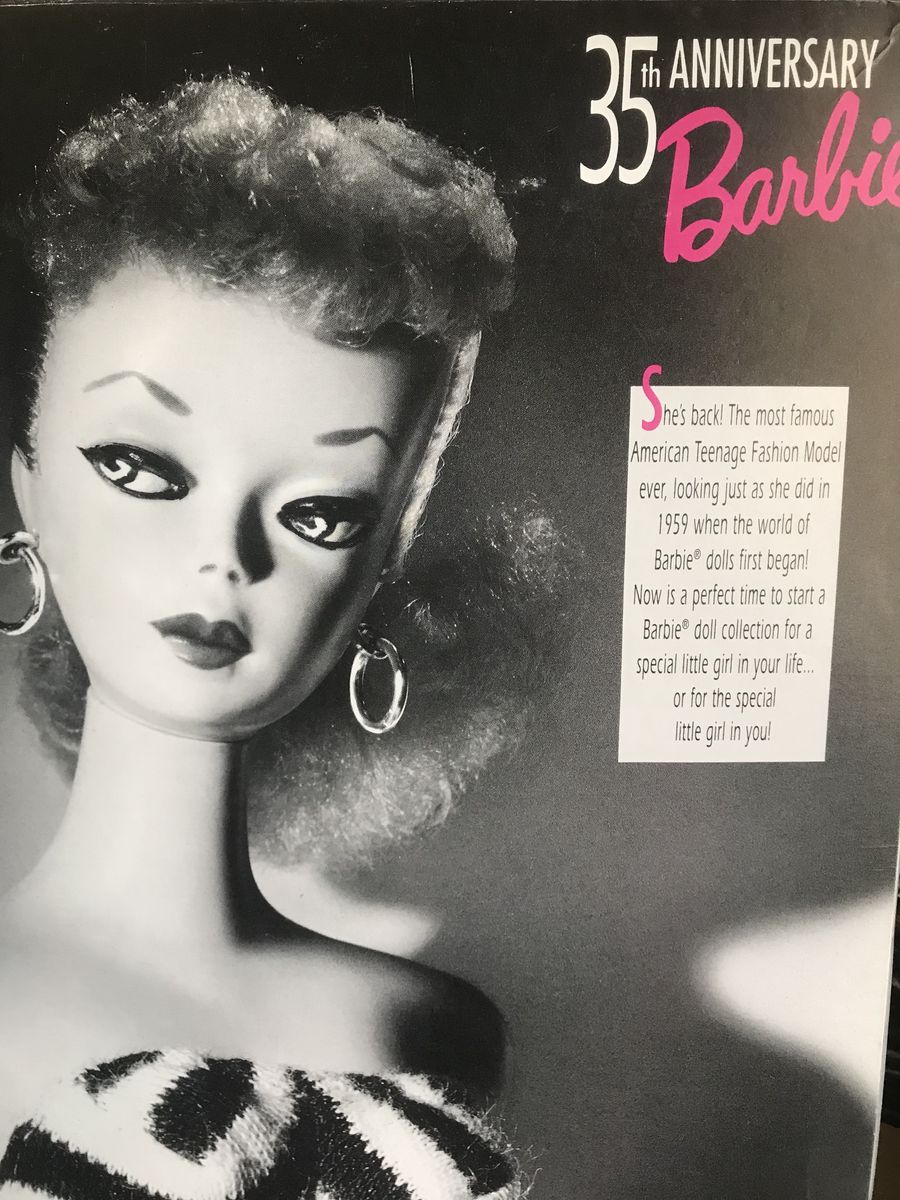 35th ANNIVERSARY
Barbie
She's back! The most famous
American Teenage Fashion Model
ever, looking just as she did in
1959 when the world of
Barbie® dolls first began!
Now is a perfect time to start a
Barbie® doll collection for a
special little girl in your life...
or for the special
little girl in you!